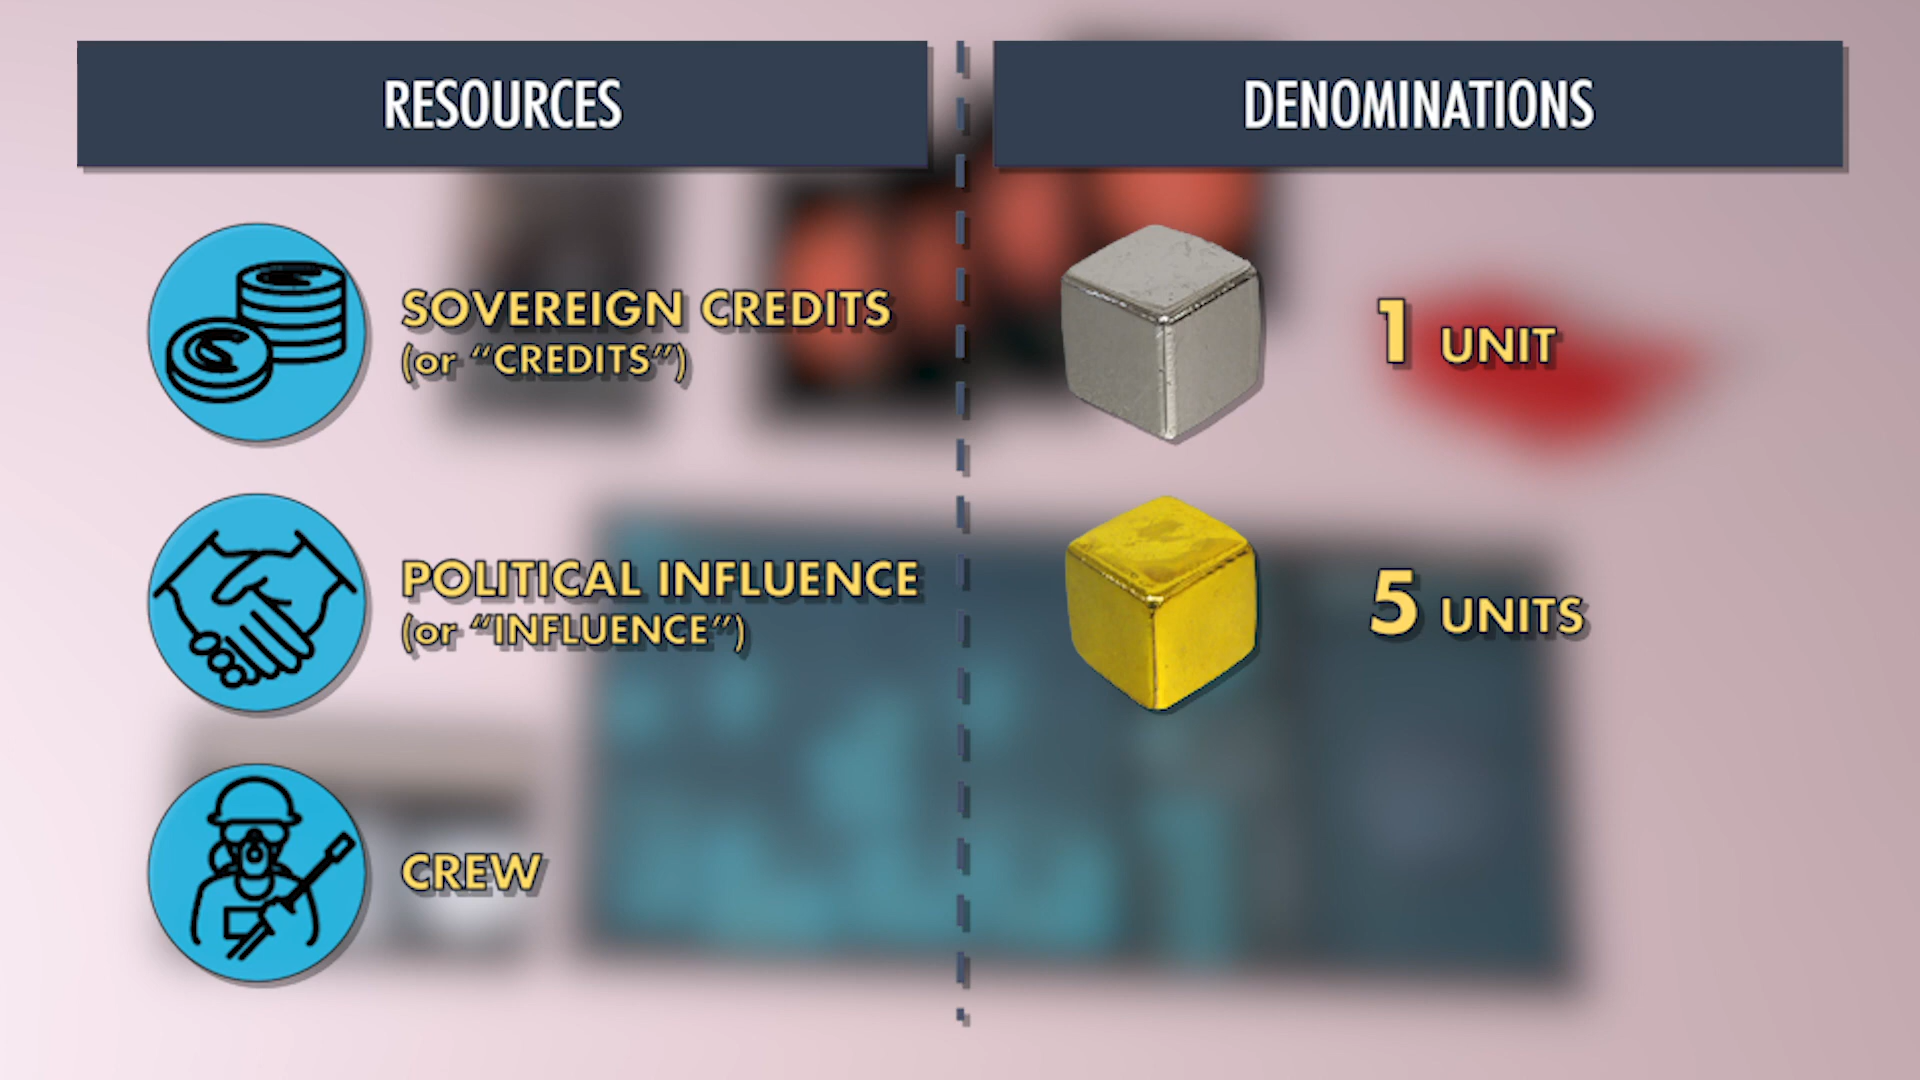 RESOURCES
DENOMINATIONS
SOVEREIGN CREDITS
(or “CREDITS”)
1 UNIT
POLITICAL INFLUENCE
(or “INFLUENCE”)
5 UNITS
CREW